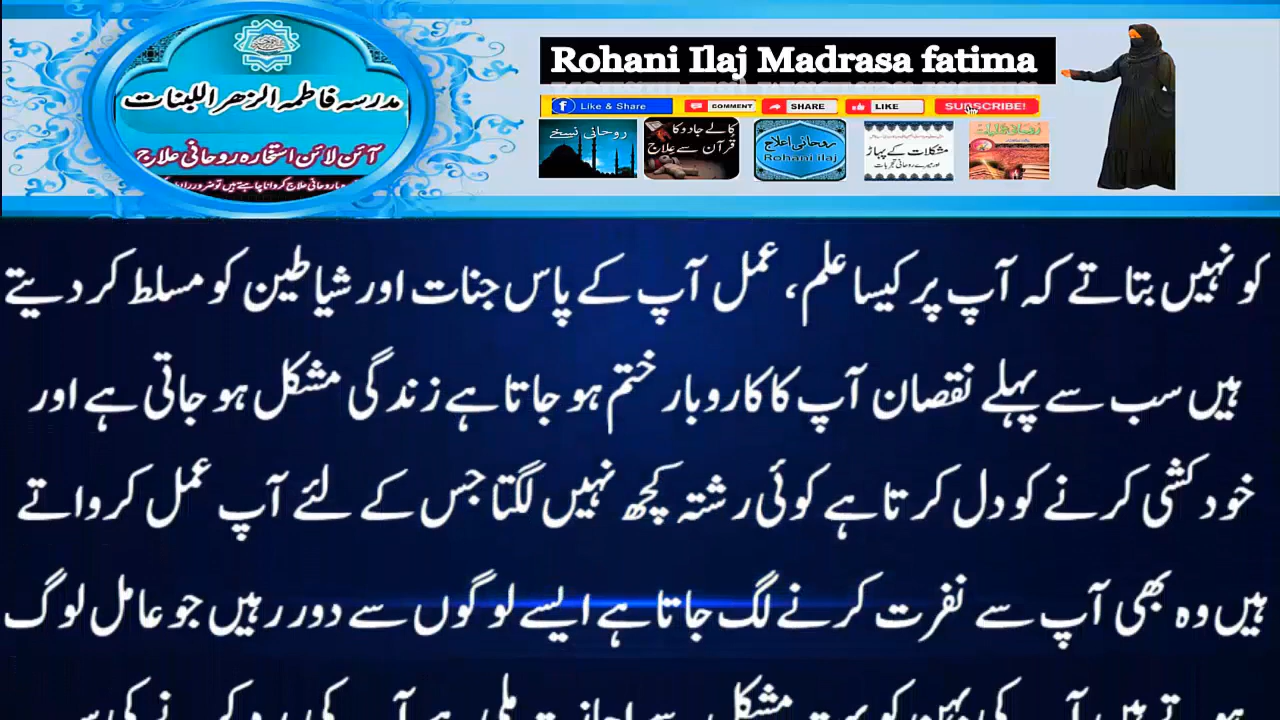 مدرسہ فاطمہ الزھرا للبنات
آئن لائن استخارہ روحانی علاج
Rohani Ilaj Madrasa fatima
Like & Share
COMMENT
SHARE
LIKE
SUBSCRIBE!
روحانی نسخے
کالے جادو کا
قرآن سے علاج
روحانی علاج
Rohani ilaj
مشکلات کے پہاڑ
کو نہیں بتاتے کہ آپ پر کیسا علم، عمل آپ کے پاس جنات اور شیاطین کو مسلط کر دیتے
ہیں سب سے پہلے نقصان آپ کا کاروبار ختم ہو جاتا ہے زندگی مشکل ہو جاتی ہے اور
خودکشی کرنے کو دل کرتا ہے کوئی رشتہ کچھ نہیں لگتا جس کے لئے آپ عمل کرواتے
ہیں وہ بھی آپ سے نفرت کرنے لگ جاتا ہے ایسے لوگوں سے دور رہیں جو عامل لوگ